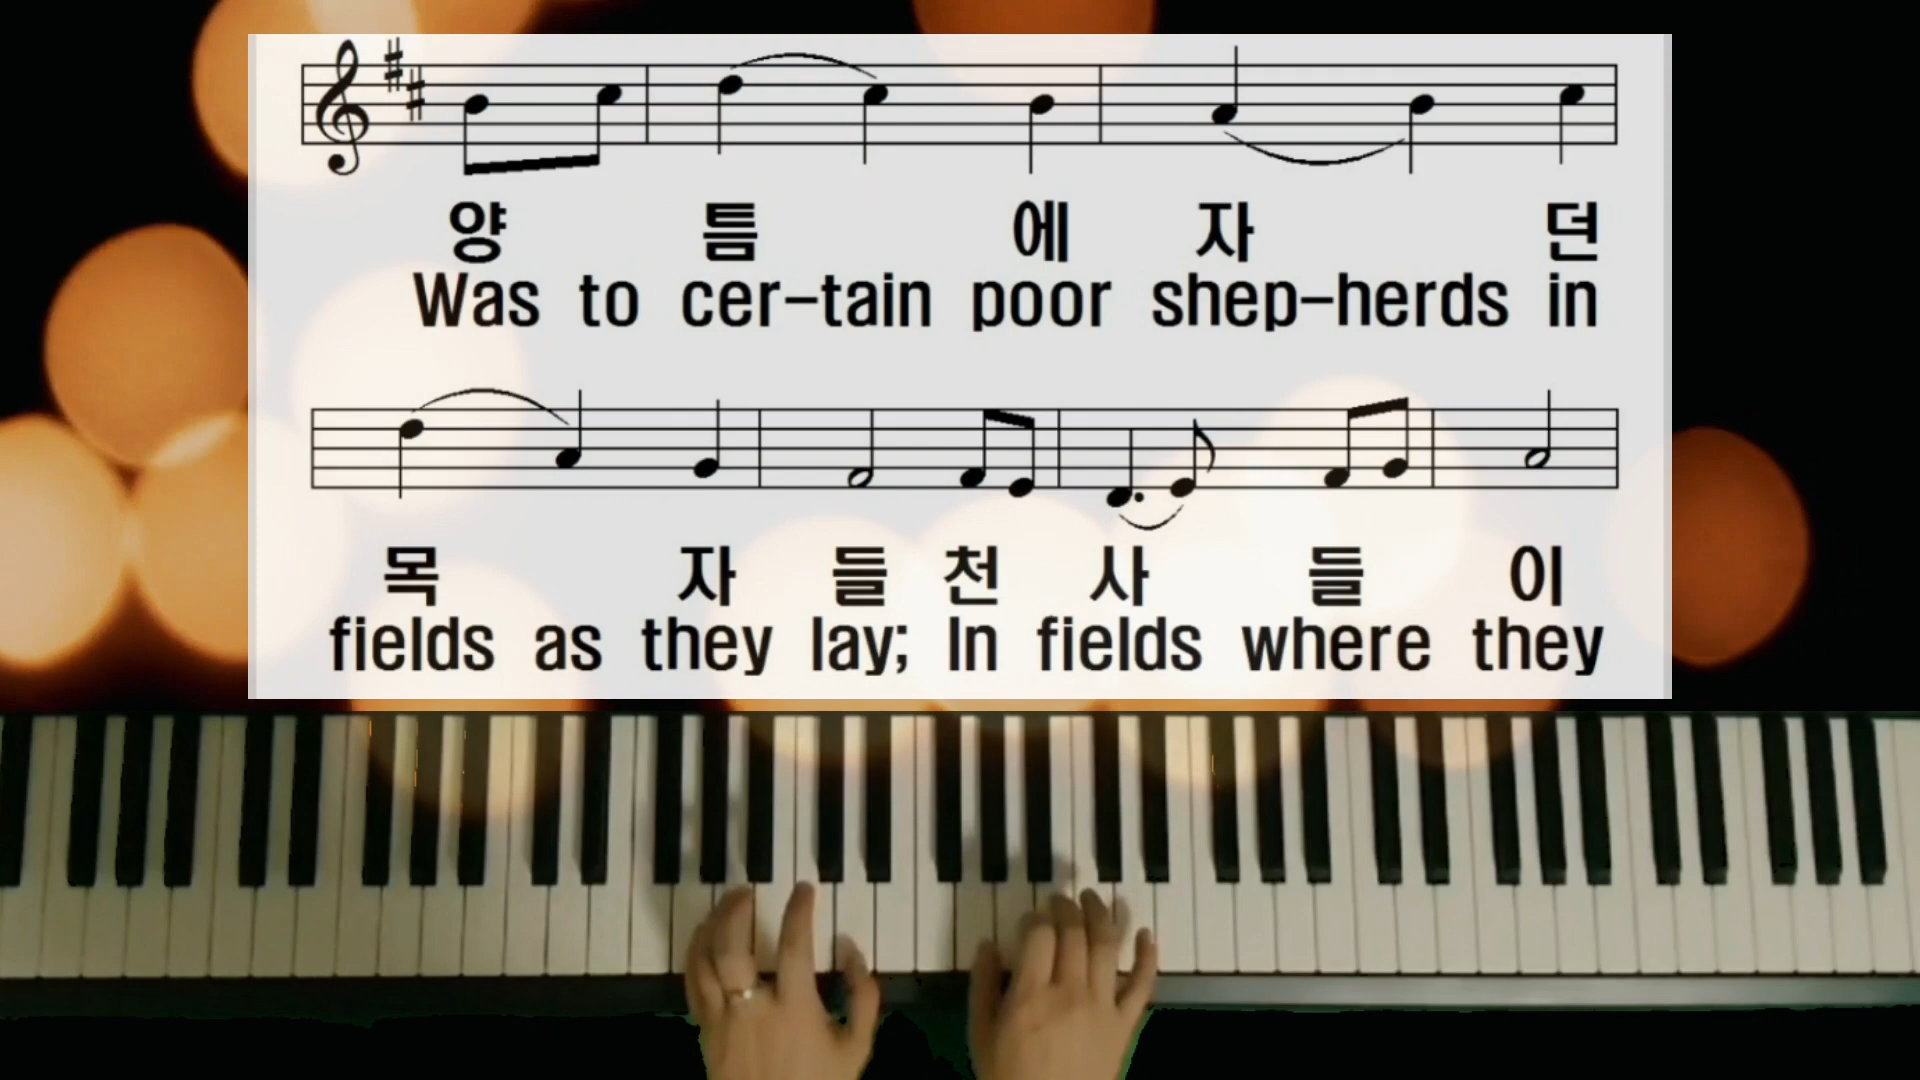 양 틈 에 자 던
Was to cer-tain poor shep-herds in
목 자 들 천 사 들 이
fields as they lay; In fields where they